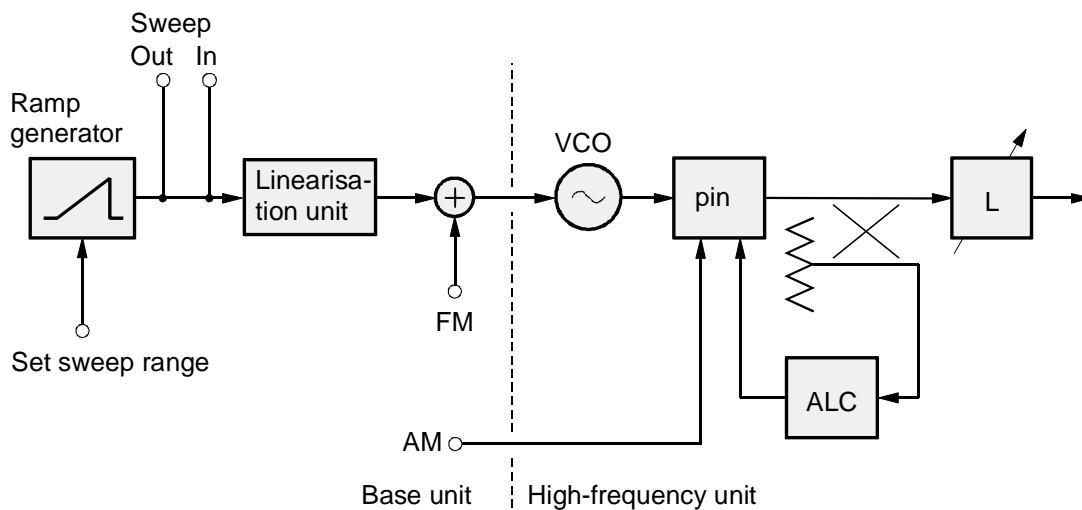 Sweep
Out In
Ramp
generator
VCO
Linearisa-
tion unit
pin
L
FM
Set sweep range
ALC
AM
Base unit
High-frequency unit